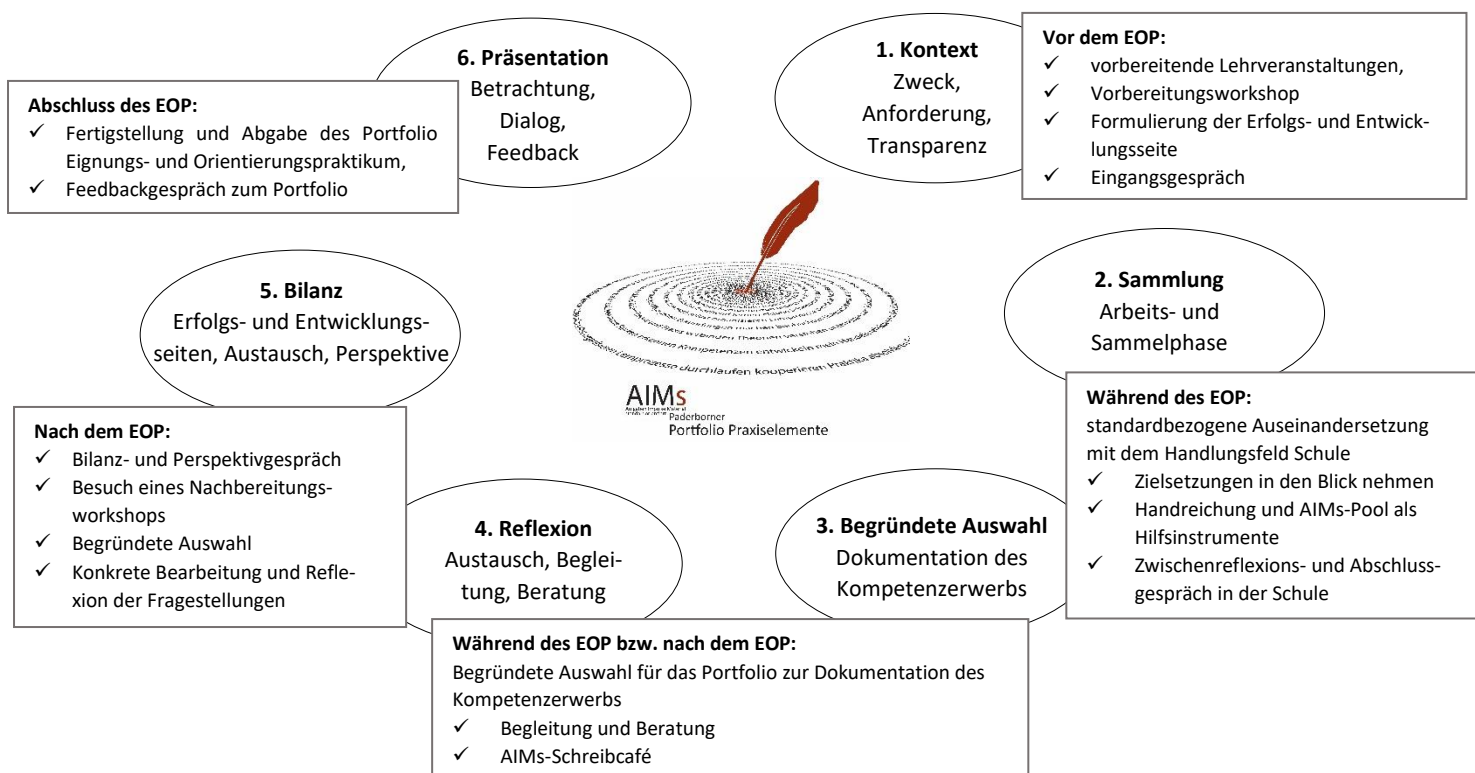 1. Kontext
Zweck,
Anforderung,
Transparenz
Vor dem EOP:
✓ vorbereitende Lehrveranstaltungen,
✓ Vorbereitungsworkshop
✓ Formulierung der Erfolgs- und Entwick-
lungsseite
✓ Eingangsgespräch
2. Sammlung
Arbeits- und
Sammelphase
Während des EOP:
standardbezogene Auseinandersetzung
mit dem Handlungsfeld Schule
✓ Zielsetzungen in den Blick nehmen
✓ Handreichung und AIMs-Pool als
Hilfsinstrumente
✓ Zwischenreflexions- und Abschluss-
gespräch in der Schule
3. Begründete Auswahl
Dokumentation des
Kompetenzerwerbs
4. Reflexion
Austausch, Beglei-
tung, Beratung
Während des EOP bzw. nach dem EOP:
Begründete Auswahl für das Portfolio zur Dokumentation des
Kompetenzerwerbs
✓ Begleitung und Beratung
✓ AIMs-Schreibcafé
5. Bilanz
Erfolgs- und Entwicklungs-
seiten, Austausch, Perspektive
Nach dem EOP:
✓ Bilanz- und Perspektivgespräch
✓ Besuch eines Nachbereitungs-
workshops
✓ Begründete Auswahl
✓ Konkrete Bearbeitung und Refle-
xion der Fragestellungen
6. Präsentation
Betrachtung,
Dialog,
Feedback
Abschluss des EOP:
✓ Fertigstellung und Abgabe des Portfolio
Eignungs- und Orientierungspraktikum,
✓ Feedbackgespräch zum Portfolio
durchlaufen kooperieren
AIMs
Paderborner
Portfolio Praxiselemente